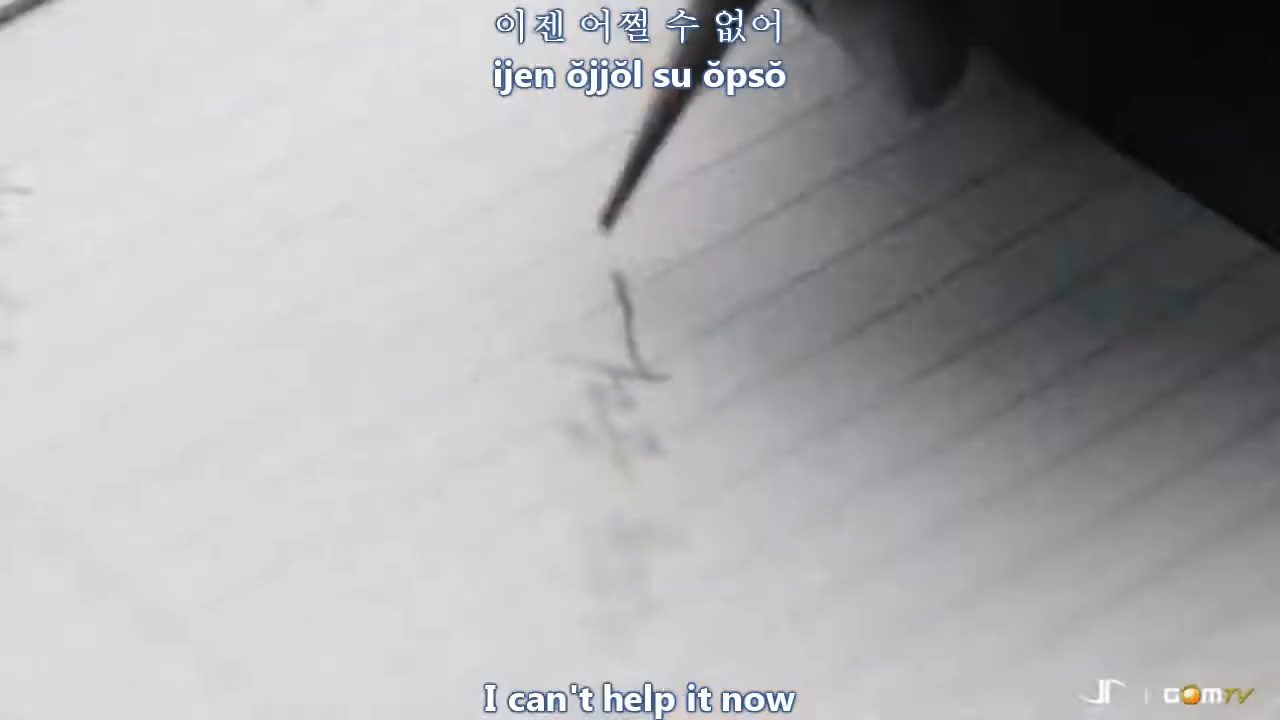 이젠 어쩔 수 없어
ijen ŏjjŏl su ŏpsŏ
I can't help it now
GOMTV